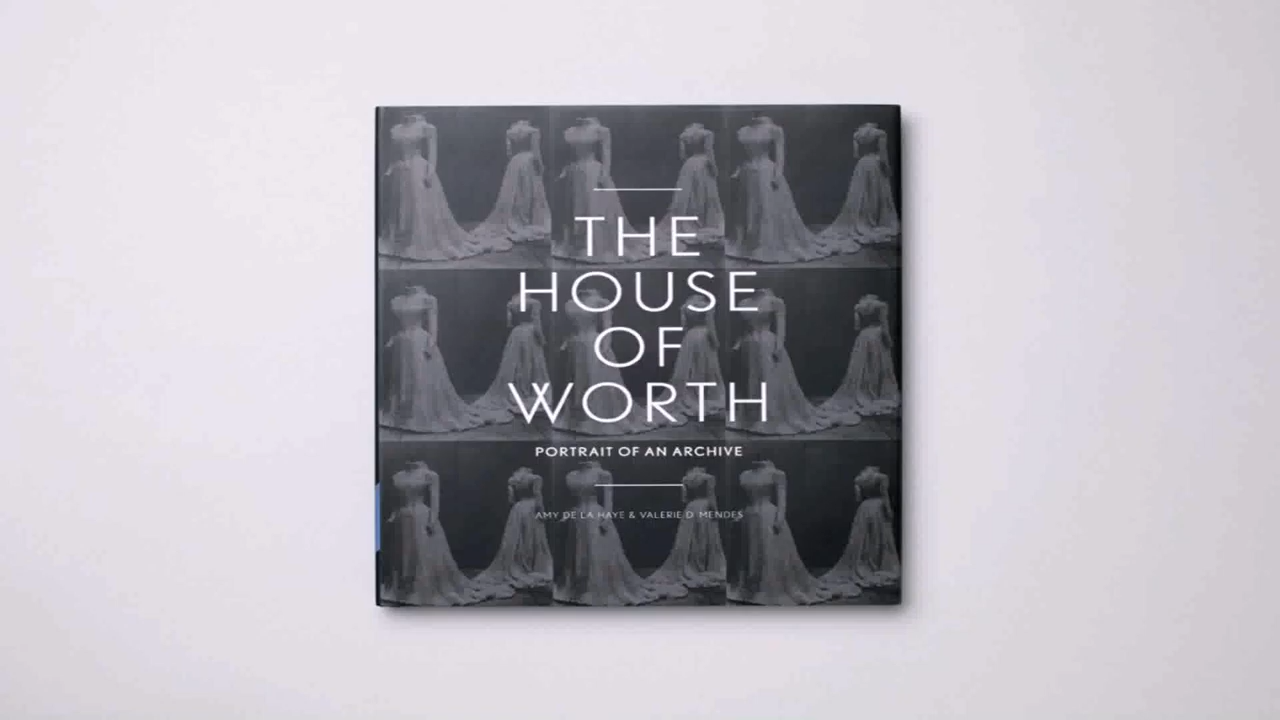 THE
HOUSE
OF
WORTH
PORTRAIT OF AN ARCHIVE
AMY DE LA HAYE & VALERIE D. MENDES